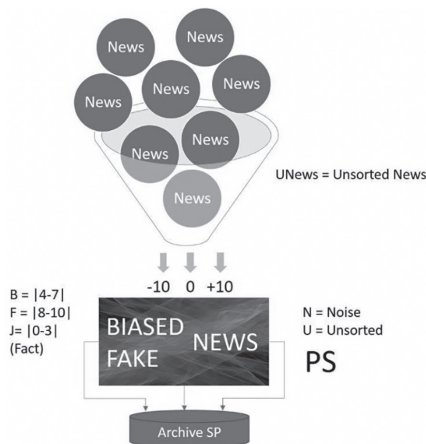 News
News
News
News
News
News
News
News
UNews = Unsorted News
-10 0 +10
B = |4-7|
F = |8-10|
J= |0-3|
(Fact)
BIASED
FAKE
NEWS
N = Noise
U = Unsorted
PS
Archive SP